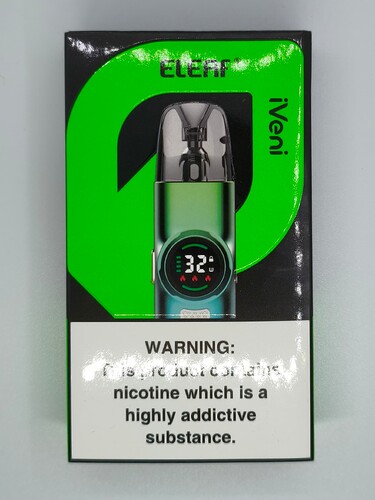 Eleaf
iVeni
32
WARNING:
This product contains
nicotine which is a
highly addictive
substance.